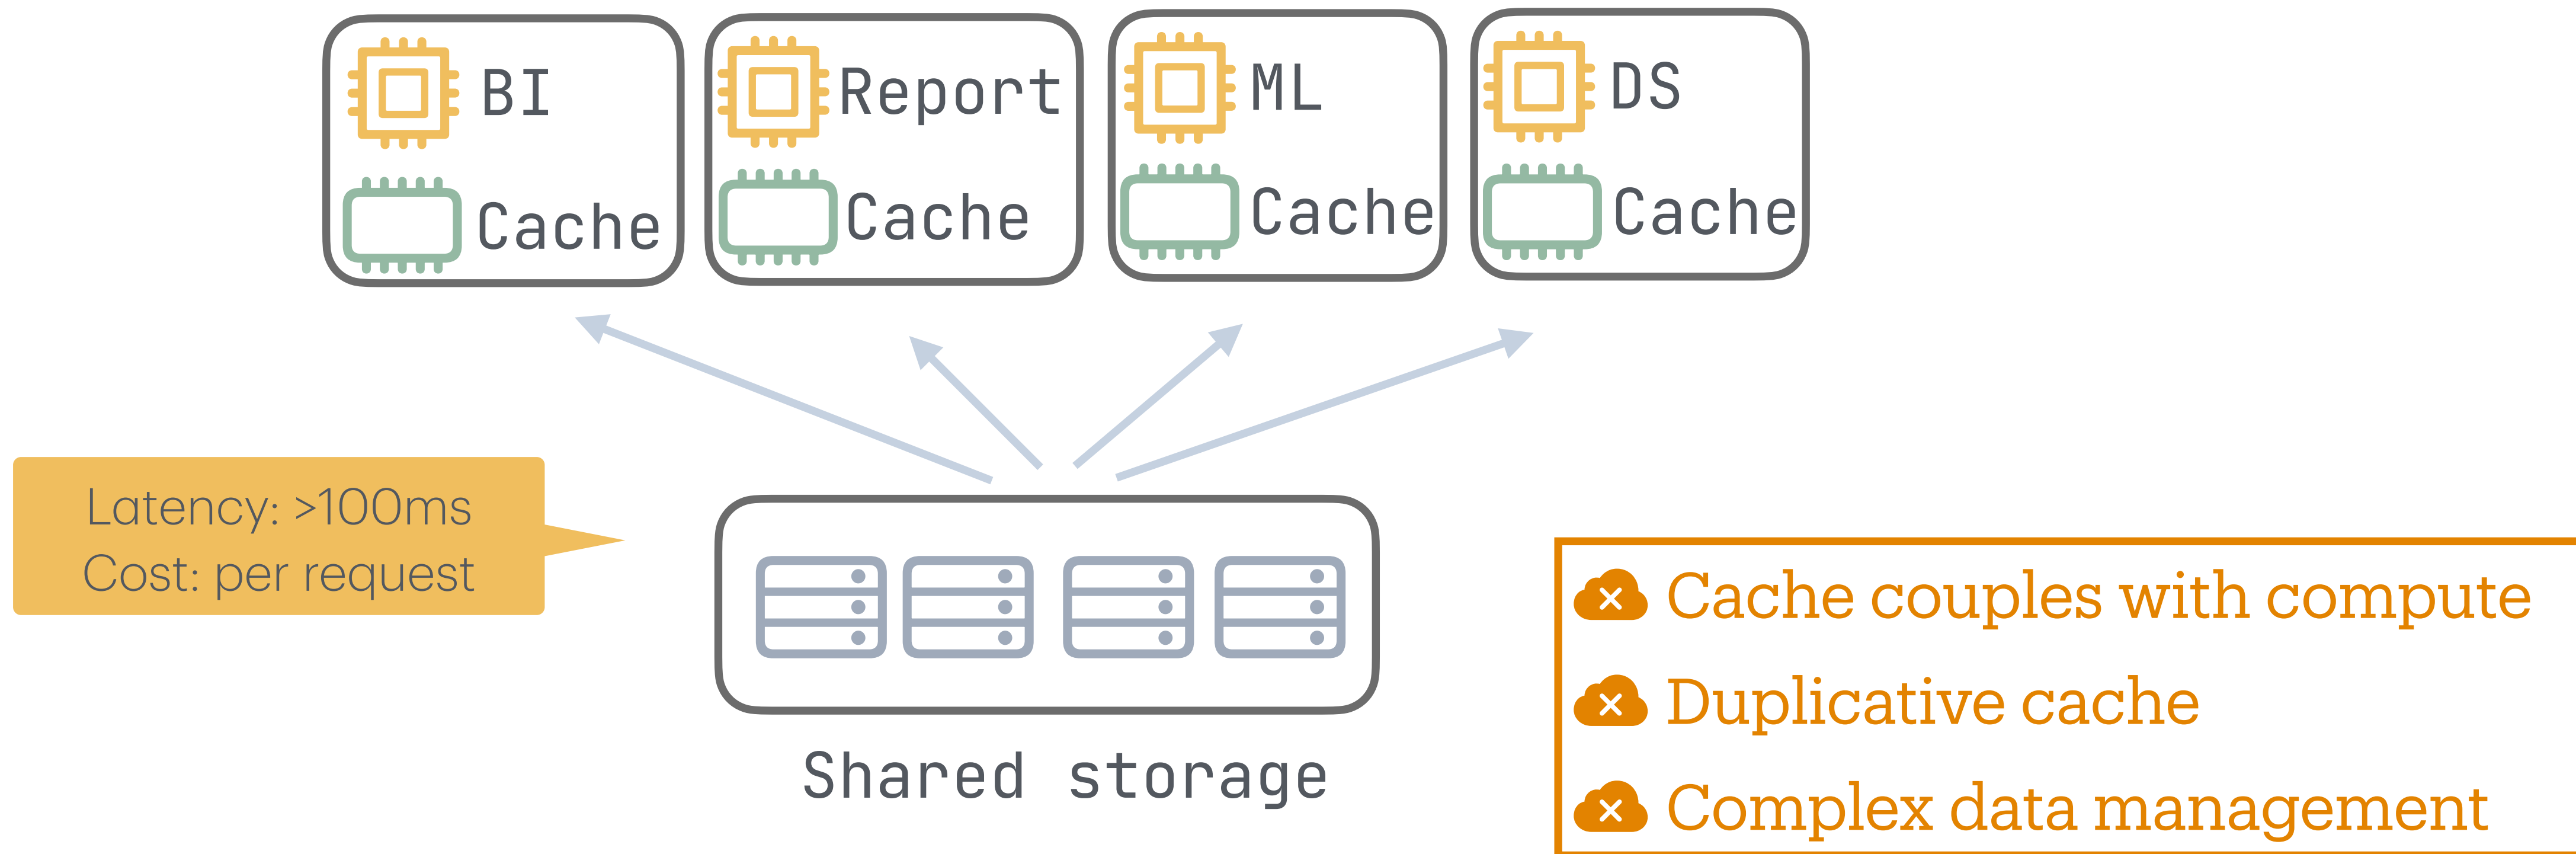 BI
Cache
Report
Cache
ML
Cache
DS
Cache
Latency: >100ms
Cost: per request
Shared storage
Cache couples with compute
Duplicative cache
Complex data management